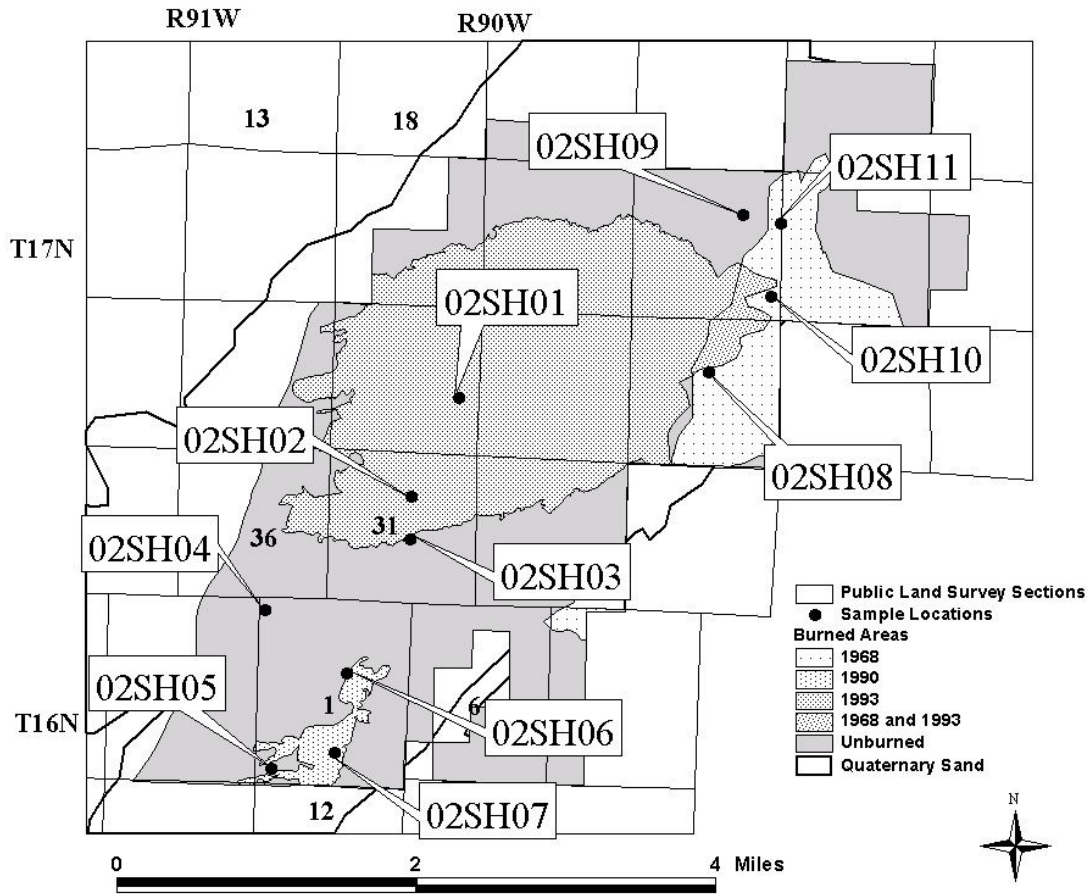 R91W
R90W
13
18
02SH09
02SH11
T17N
02SH01
02SH10
02SH02
02SH08
36
31
02SH04
02SH03
Public Land Survey Sections
Sample Locations
Burned Areas
1968
1990
1993
1968 and 1993
Unburned
Quaternary Sand
02SH05
1
6
T16N
02SH06
12
02SH07
N
0
2
4 Miles